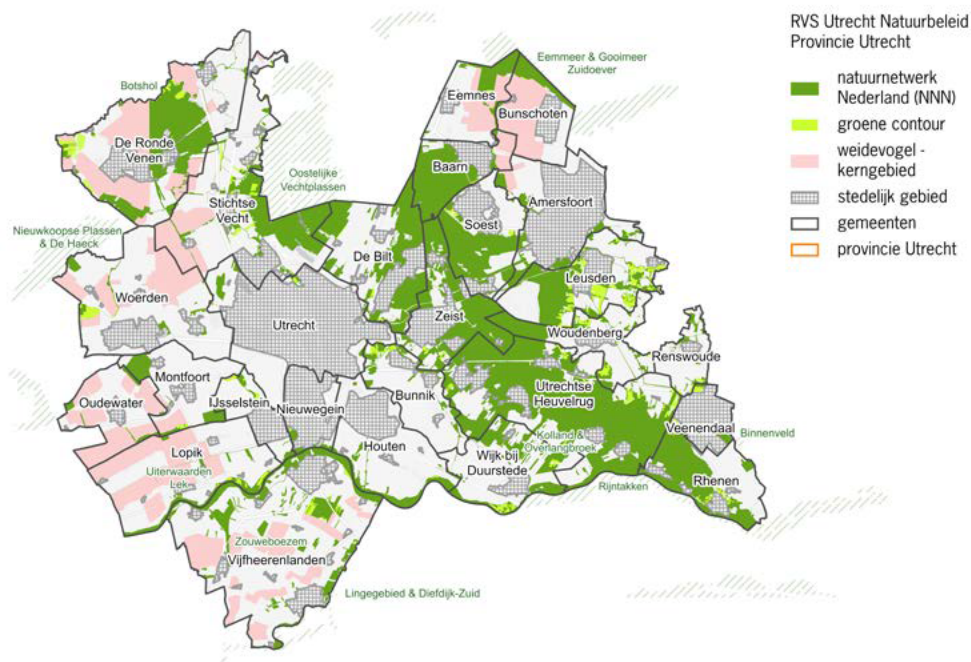 RVS Utrecht Natuurbeleid
Provincie Utrecht
natuurnetwerk
Nederland (NNN)
groene contour
weidevogel -
kerngebied
stedelijk gebied
gemeenten
provincie Utrecht
Eemmeer & Gooimeer
Zuidoever
Botshol
Eemnes
Bunschoten
De Ronde
Venen
Baarn
Oostelijke
Vechtplassen
Stichtse
Vecht
Amersfoort
Soest
Nieuwkoopse Plassen
& De Haeck
De Bilt
Leusden
Woerden
Zeist
Utrecht
Woudenberg
Renswoude
Montfoort
Oudewater
IJsselstein
Nieuwegein
Bunnik
Utrechtse
Heuvelrug
Veenendaal
Binnenveld
Houten
Kolland &
Overlangbroek
Lopik
Wijk bij
Duurstede
Uiterwaarden
Lek
Rhenen
Rijntakken
Zouweboezem
Vijfheerenlanden
Lingegebied & Diefdijk-Zuid